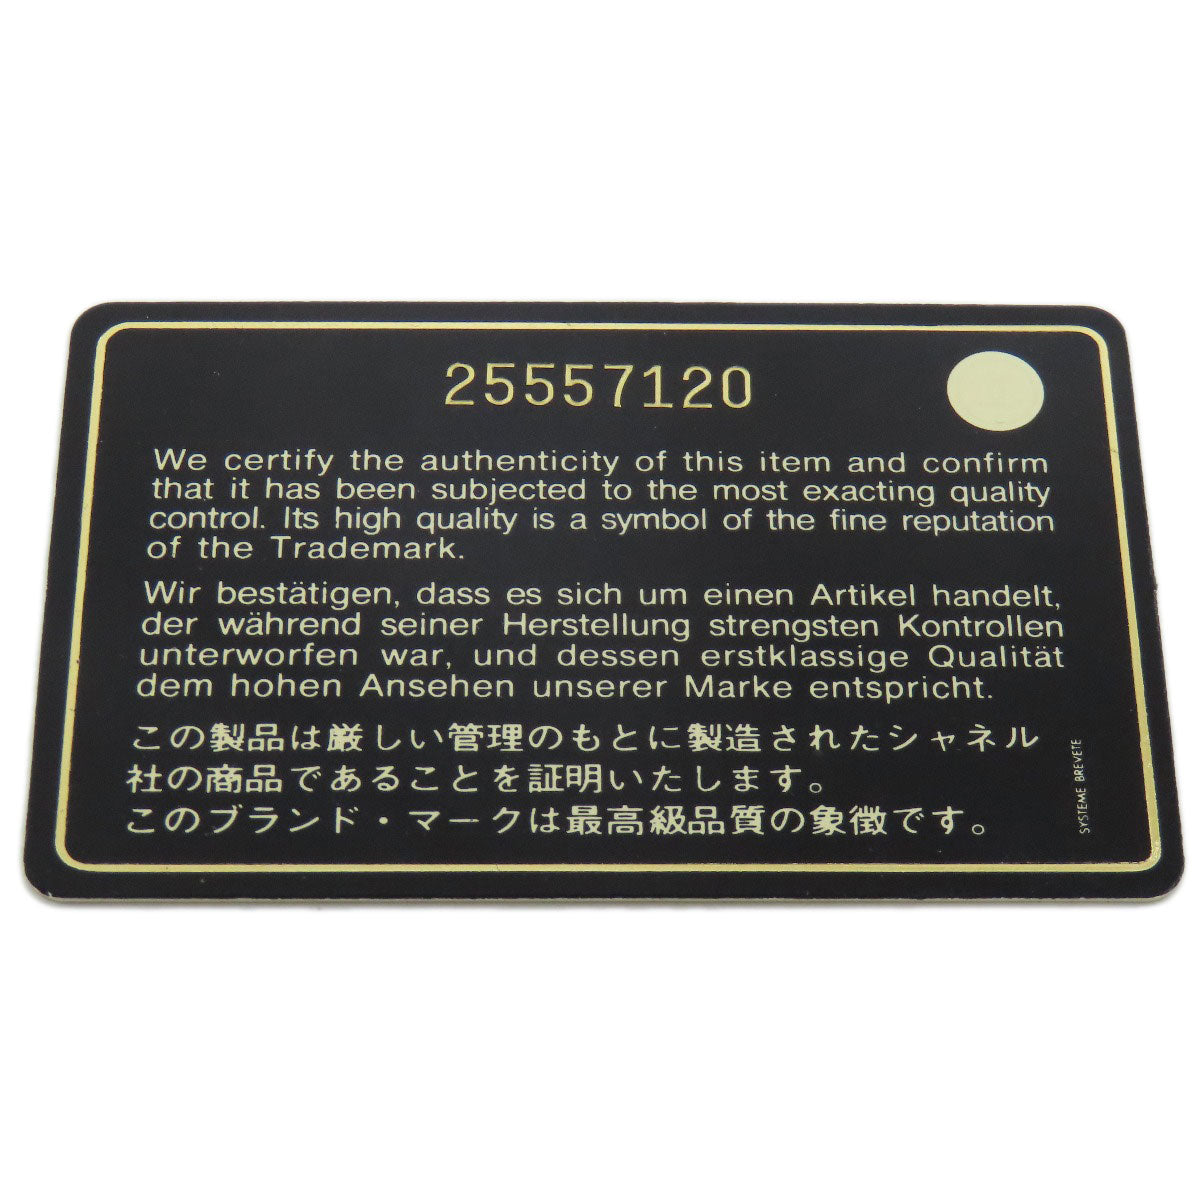 25557120
We certify the authenticity of this item and confirm
that it has been subjected to the most exacting quality
control. Its high quality is a symbol of the fine reputation
of the Trademark.
Wir bestätigen, dass es sich um einen Artikel handelt,
der während seiner Herstellung strengsten Kontrollen
unterworfen war, und dessen erstklassige Qualität
dem hohen Ansehen unserer Marke entspricht.
この製品は厳しい管理のもとに製造されたシャネル
社の商品であることを証明いたします。
このブランド・マークは最高級品質の象徴です。
SYSTEME BREVETE